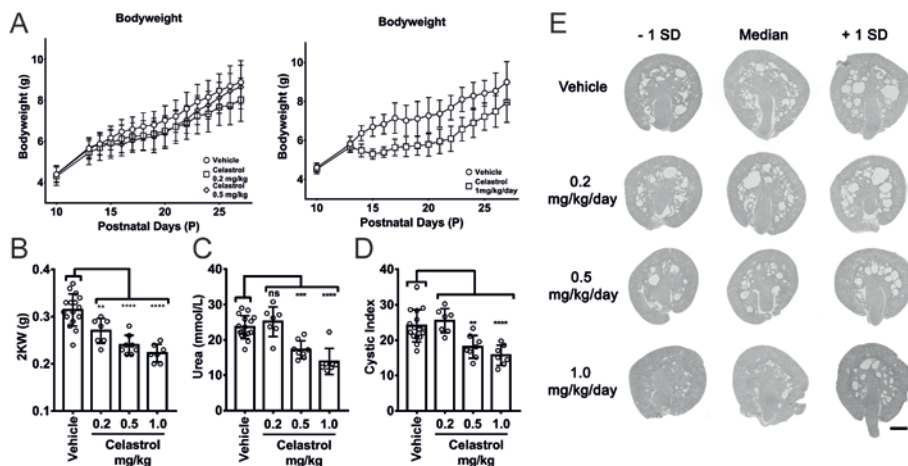 A
Bodyweight
Bodyweight (g)
10
8
6
4
10 15 20 25
Postnatal Days (P)
Vehicle
Celastrol
0.2 mg/kg
Celastrol
0.5 mg/kg
Bodyweight
Bodyweight (g)
10
8
6
4
10 15 20 25
Postnatal Days (P)
Vehicle
Celastrol
1mg/kg/day
B
2KW (g)
0.4
0.3
0.2
0.1
** **** ****
Vehicle
0.2 0.5 1.0
Celastrol
mg/kg
C
Urea (mmol/L)
40
30
20
10
0
ns *** ****
Vehicle
0.2 0.5 1.0
Celastrol
mg/kg
D
Cystic Index
40
30
20
10
0
** ****
Vehicle
0.2 0.5 1.0
Celastrol
mg/kg
E
- 1 SD Median + 1 SD
Vehicle
0.2
mg/kg/day
0.5
mg/kg/day
1.0
mg/kg/day